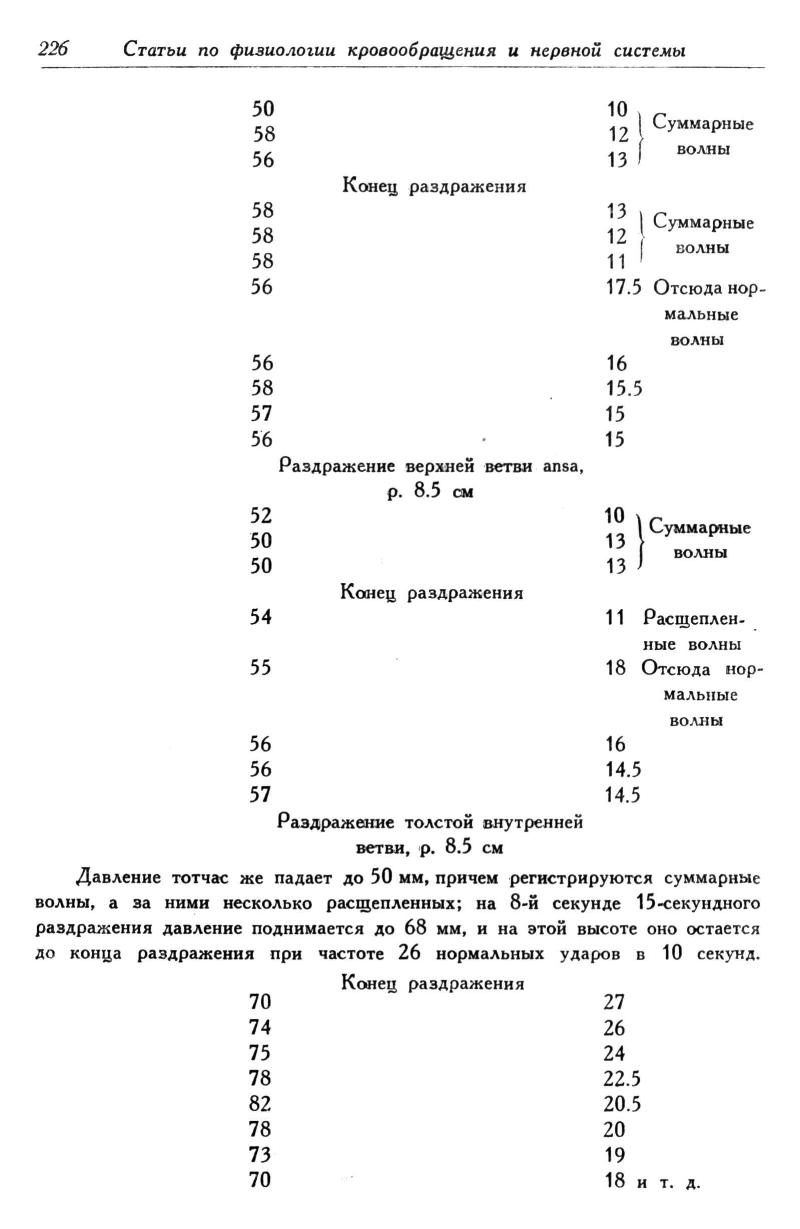 226 Статьи по физиологии кровообращения и нервной системы
50 10
58 12 Суммарные
56 13 волны
Конец раздражения
58 13
58 12 Суммарные
58 11 волны
56 17.5 Отсюда нор-
мальные
волны
56 16
58 15.5
57 15
56 15
Раздражение верхней ветви ansa,
р. 8.5 см
52 10
50 13 Суммарные
50 13 волны
Конец раздражения
54 11 Расщеплен-
ные волны
55 18 Отсюда нор-
мальные
волны
56 16
56 14.5
57 14.5
Раздражение толстой внутренней
ветви, р. 8.5 см
Давление тотчас же падает до 50 мм, причем регистрируются суммарные
волны, а за ними несколько расщепленных; на 8-й секунде 15-секундного
раздражения давление поднимается до 68 мм, и на этой высоте оно остается
до конца раздражения при частоте 26 нормальных ударов в 10 секунд.
Конец раздражения
70 27
74 26
75 24
78 22.5
82 20.5
78 20
73 19
70 18 и т. д.